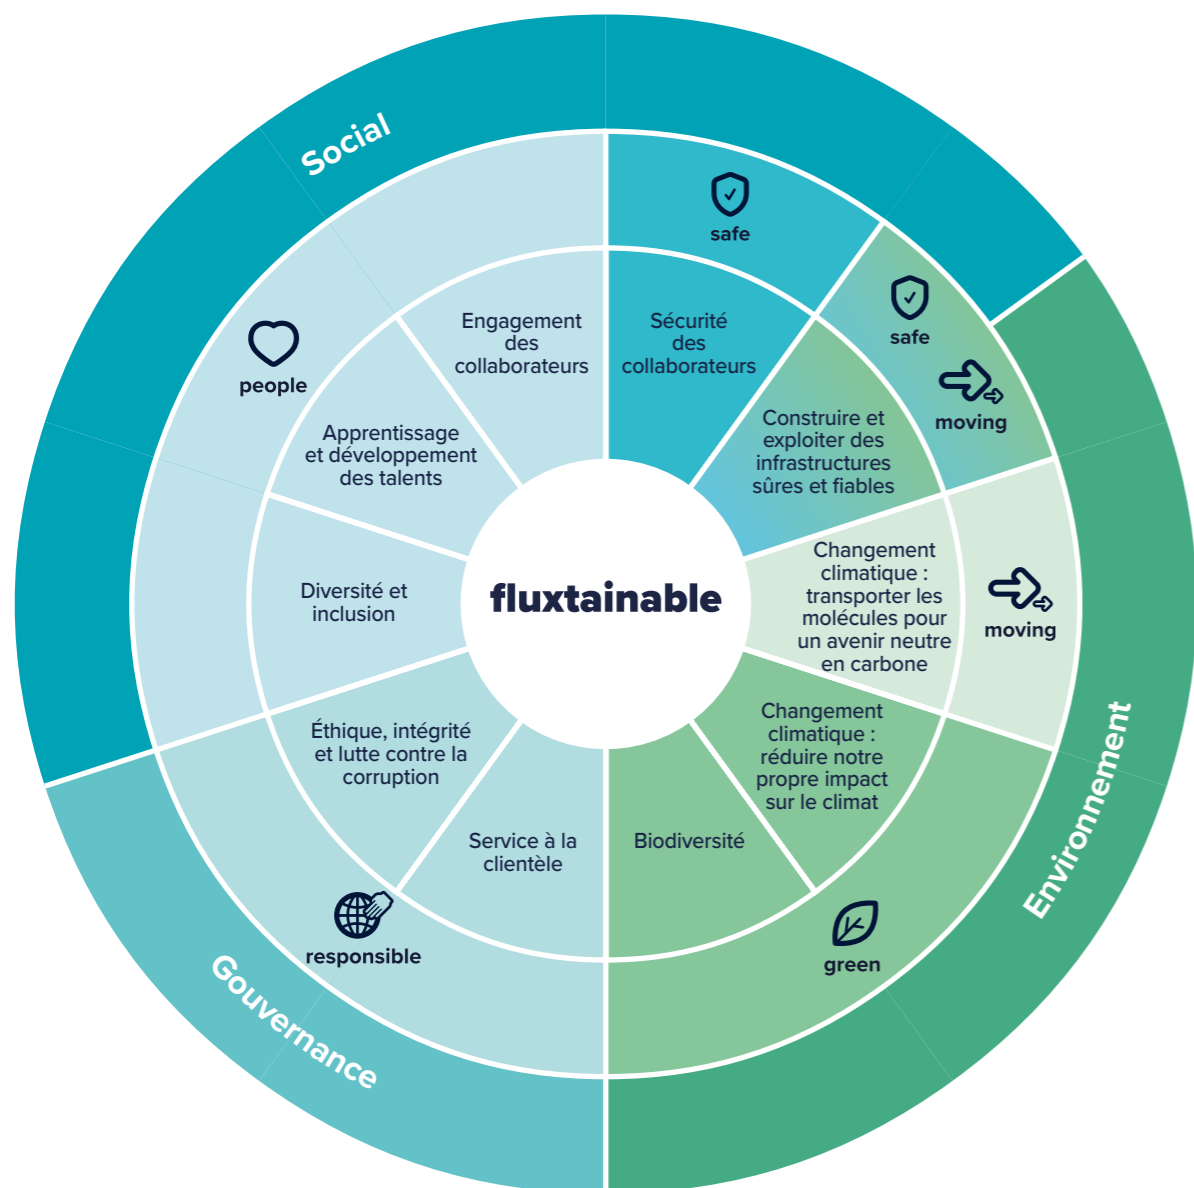 Social
safe
safe
moving
people
Engagement
des
collaborateurs
Sécurité
des
collaborateurs
Apprentissage
et développement
des talents
Construire et
exploiter des
infrastructures
sûres et fiables
Diversité et
inclusion
fluxtainable
Changement
climatique :
transporter les
molécules pour
un avenir neutre
en carbone
moving
Éthique, intégrité
et lutte contre la
corruption
Changement
climatique :
réduire notre
propre impact
sur le climat
Service à la
clientèle
Biodiversité
responsible
green
Gouvernance
Environnement